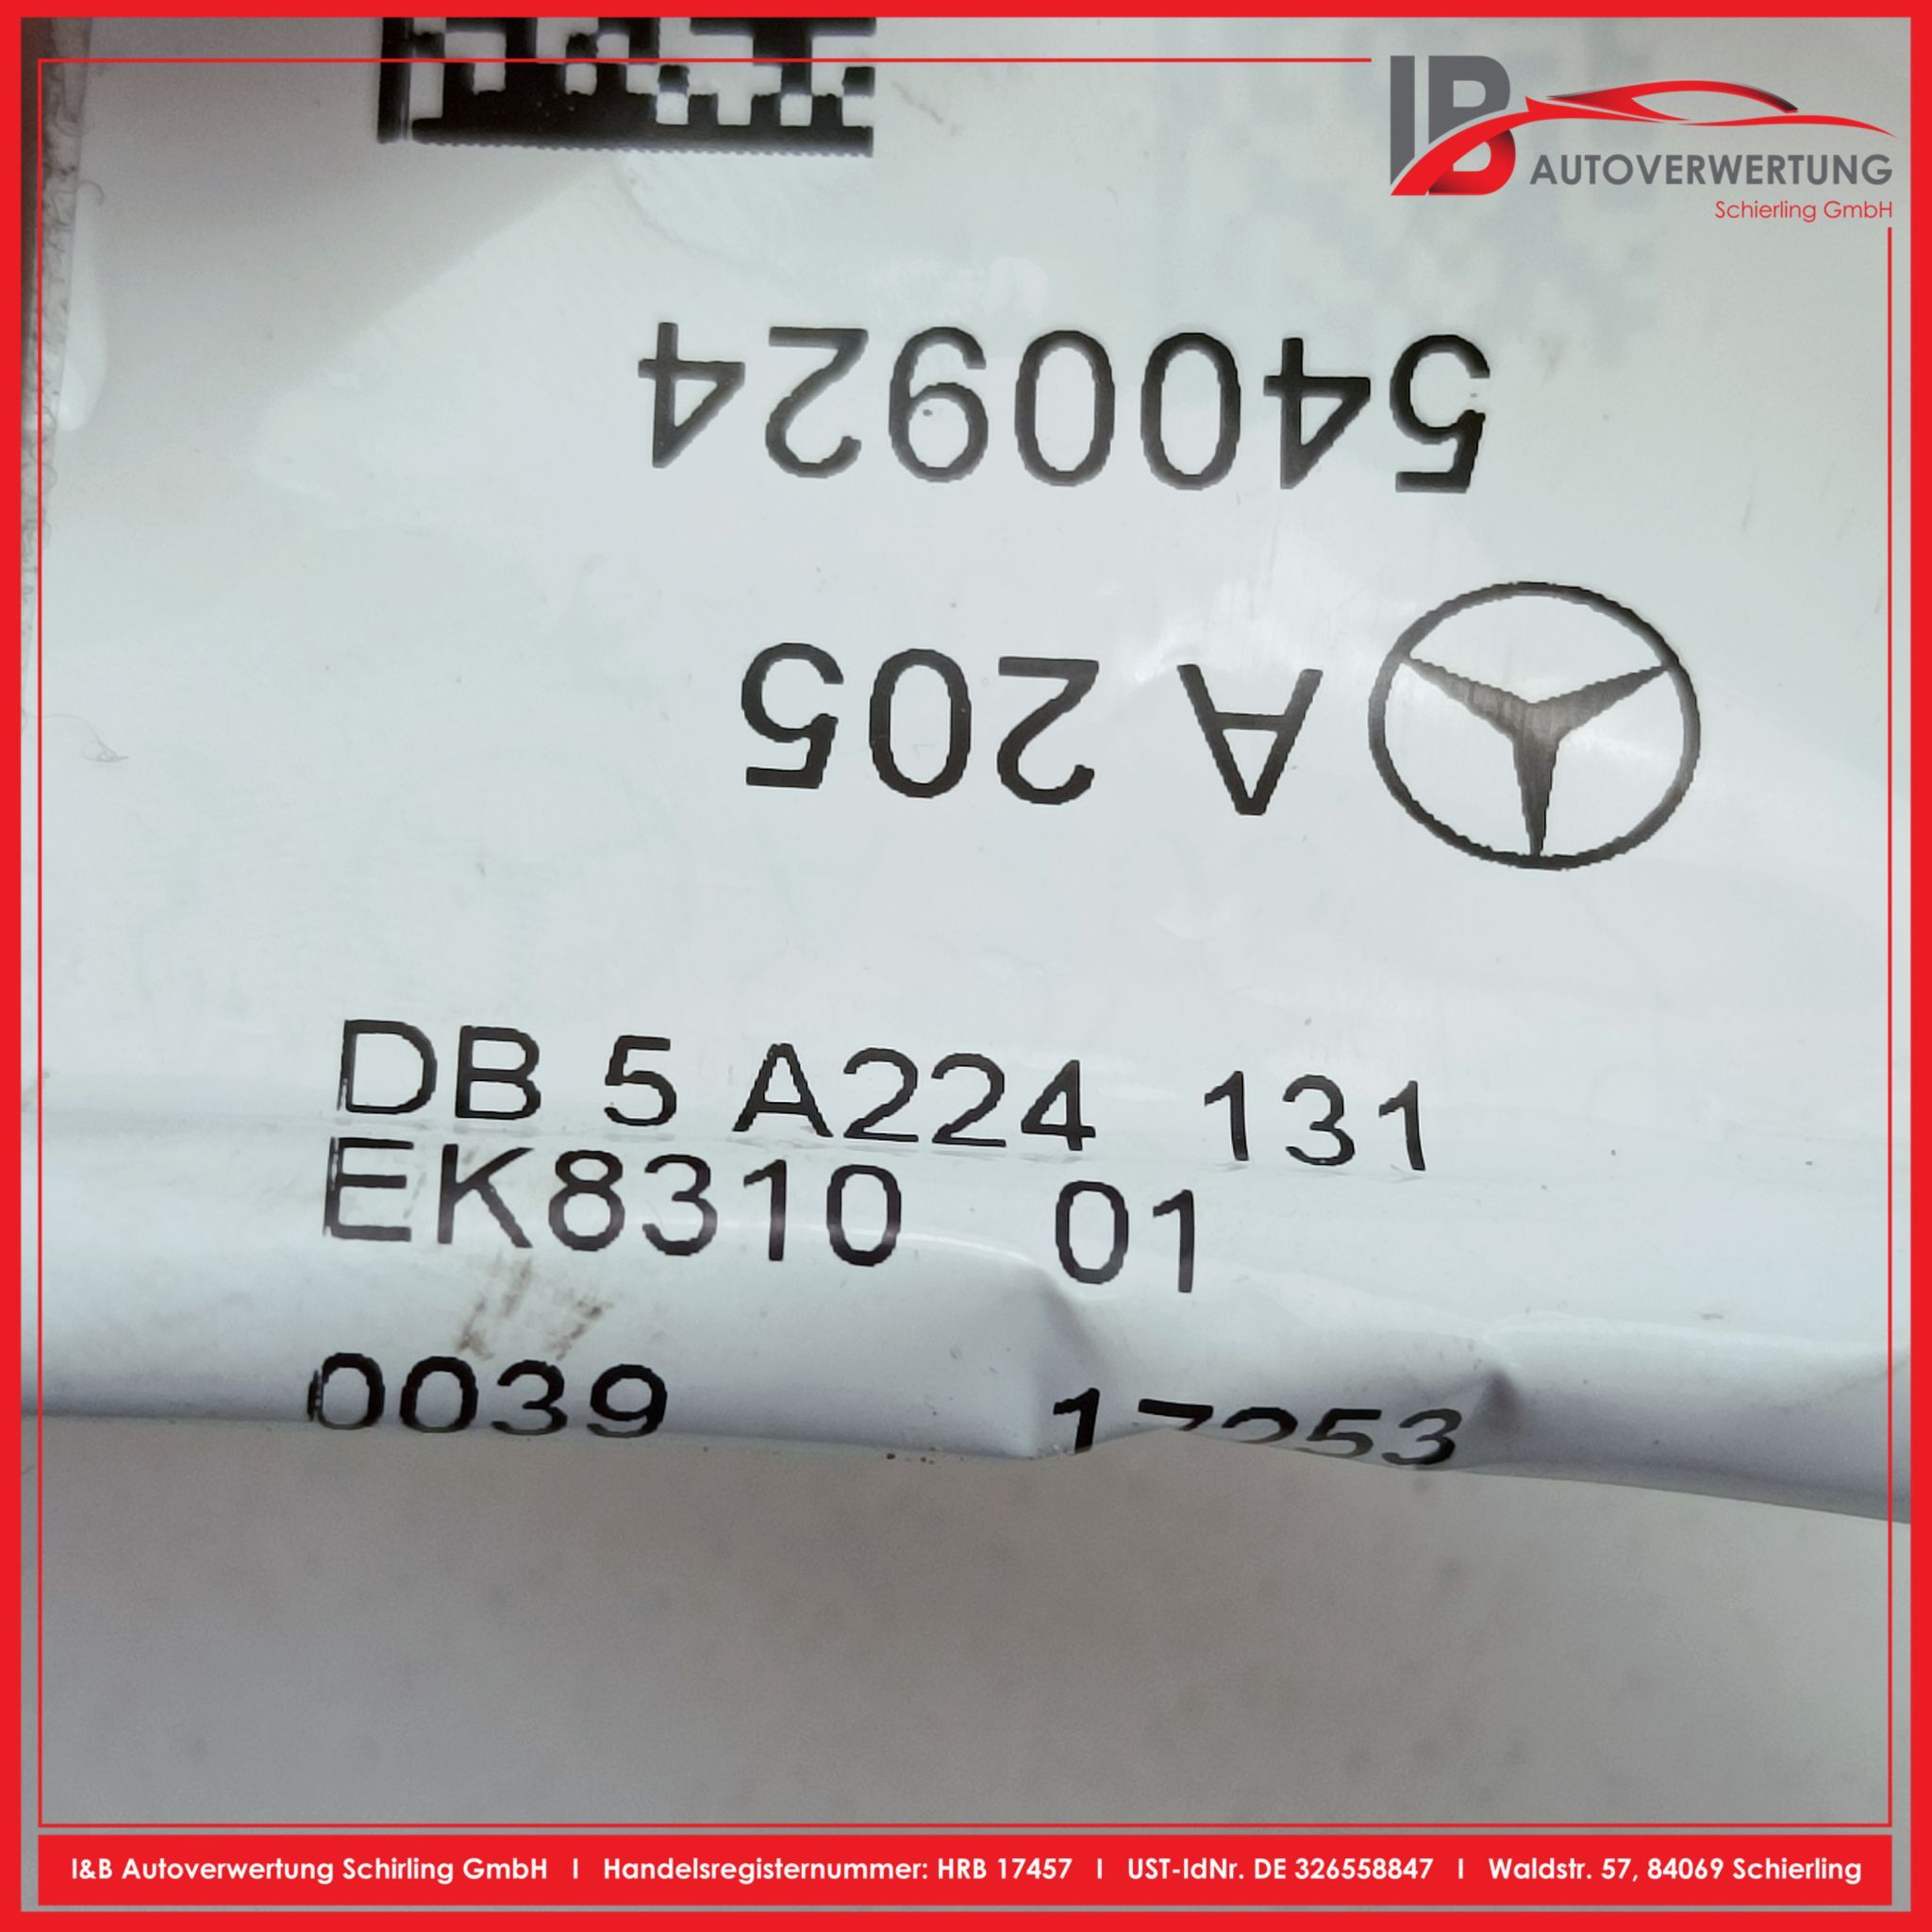 IB
AUTOVERWERTUNG
Schierling GmbH
A 205
5400924
DB 5 A224 131
EK8310 01
0039 17253
I&B Autoverwertung Schirling GmbH I Handelsregisternummer: HRB 17457 I UST-IdNr. DE 326558847 I Waldstr. 57, 84069 Schierling